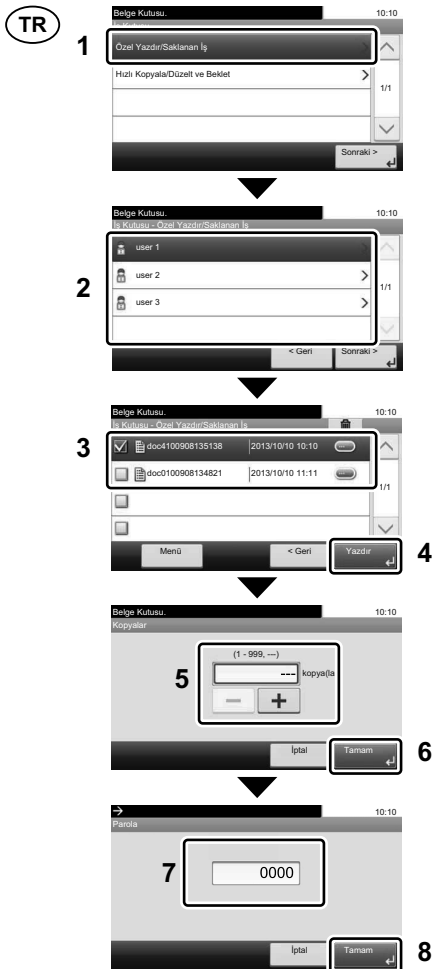 TR
1
Belge Kutusu. 10:10
Özel Yazdır/Saklanan İş
Hızlı Kopyala/Düzelt ve Beklet
1/1
Sonraki >
2
Belge Kutusu. 10:10
İş Kutusu - Özel Yazdır/Saklanan İş
user 1
user 2
user 3
1/1
< Geri Sonraki >
3
Belge Kutusu. 10:10
İş Kutusu - Özel Yazdır/Saklanan İş
doc4100908135138 2013/10/10 10:10
doc0100908134821 2013/10/10 11:11
1/1
Menü < Geri Yazdır
4
Belge Kutusu. 10:10
Kopyalar
5
(1 - 999, ---)
--- kopya(la
İptal Tamam
6
10:10
Parola
7
0000
İptal Tamam
8